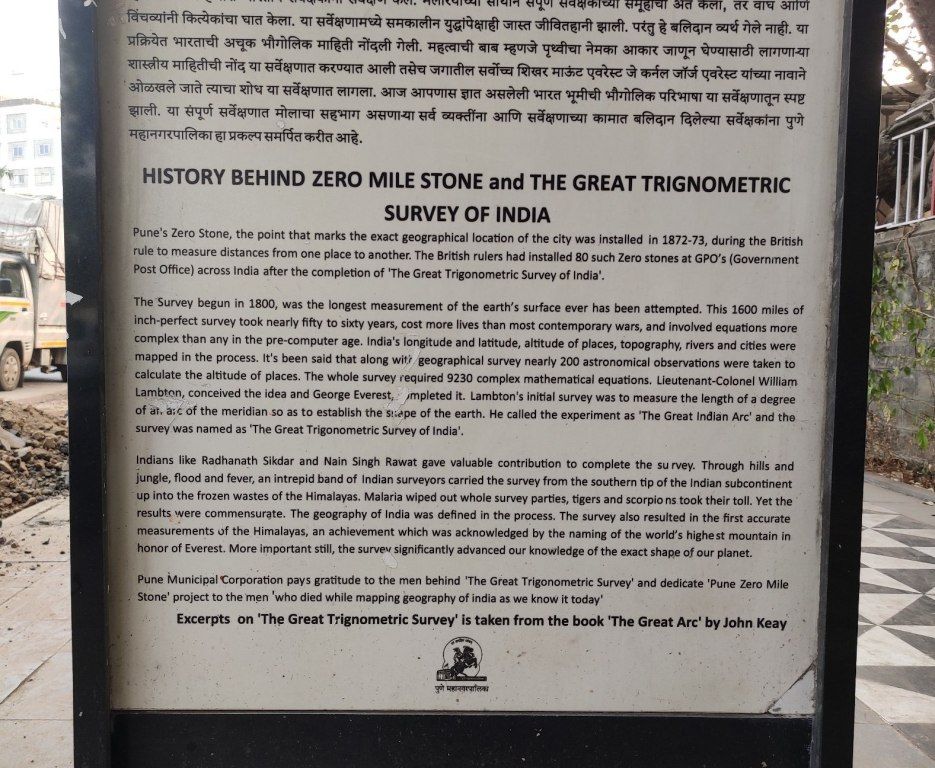 विंचवांनी कित्येकांचा घात केला. या सर्वेक्षणामध्ये समकालीन युद्धांपेक्षाही जास्त जीवितहानी झाली. परंतु हे बलिदान व्यर्थ गेले नाही. या
प्रक्रियेत भारताची अचूक भौगोलिक माहिती नोंदली गेली. महत्वाची बाब म्हणजे पृथ्वीचा नेमका आकार जाणून घेण्यासाठी लागणाऱ्या
शास्त्रीय माहितीची नोंद या सर्वेक्षणात करण्यात आली तसेच जगातील सर्वोच्च शिखर माऊंट एवरेस्ट जे कर्नल जॉर्ज एवरेस्ट यांच्या नावाने
ओळखले जाते त्याचा शोध या सर्वेक्षणात लागला. आज आपणास ज्ञात असलेली भारत भूमीची भौगोलिक परिभाषा या सर्वेक्षणातून स्पष्ट
झाली. या संपूर्ण सर्वेक्षणात मोलाचा सहभाग असणाऱ्या सर्व व्यक्तींना आणि सर्वेक्षणाच्या कामात बलिदान दिलेल्या सर्वेक्षकांना पुणे
महानगरपालिका हा प्रकल्प समर्पित करीत आहे.
HISTORY BEHIND ZERO MILE STONE and THE GREAT TRIGNOMETRIC
SURVEY OF INDIA
Pune's Zero Stone, the point that marks the exact geographical location of the city was installed in 1872-73, during the British
rule to measure distances from one place to another. The British rulers had installed 80 such Zero stones at GPO's (Government
Post Office) across India after the completion of 'The Great Trigonometric Survey of India'.
The Survey begun in 1800, was the longest measurement of the earth's surface ever has been attempted. This 1600 miles of
inch-perfect survey took nearly fifty to sixty years, cost more lives than most contemporary wars, and involved equations more
complex than any in the pre-computer age. India's longitude and latitude, altitude of places, topography, rivers and cities were
mapped in the process. It's been said that along with geographical survey nearly 200 astronomical observations were taken to
calculate the altitude of places. The whole survey required 9230 complex mathematical equations. Lieutenant-Colonel William
Lambton, conceived the idea and George Everest, completed it. Lambton's initial survey was to measure the length of a degree
of an arc of the meridian so as to establish the shape of the earth. He called the experiment as 'The Great Indian Arc' and the
survey was named as 'The Great Trigonometric Survey of India'.
Indians like Radhanath Sikdar and Nain Singh Rawat gave valuable contribution to complete the survey. Through hills and
jungle, flood and fever, an intrepid band of Indian surveyors carried the survey from the southern tip of the Indian subcontinent
up into the frozen wastes of the Himalayas. Malaria wiped out whole survey parties, tigers and scorpions took their toll. Yet the
results were commensurate. The geography of India was defined in the process. The survey also resulted in the first accurate
measurements of the Himalayas, an achievement which was acknowledged by the naming of the world's highest mountain in
honor of Everest. More important still, the survey significantly advanced our knowledge of the exact shape of our planet.
Pune Municipal Corporation pays gratitude to the men behind 'The Great Trigonometric Survey' and dedicate 'Pune Zero Mile
Stone' project to the men 'who died while mapping geography of india as we know it today'
Excerpts on 'The Great Trignometric Survey' is taken from the book 'The Great Arc' by John Keay
पुणे महानगरपालिका